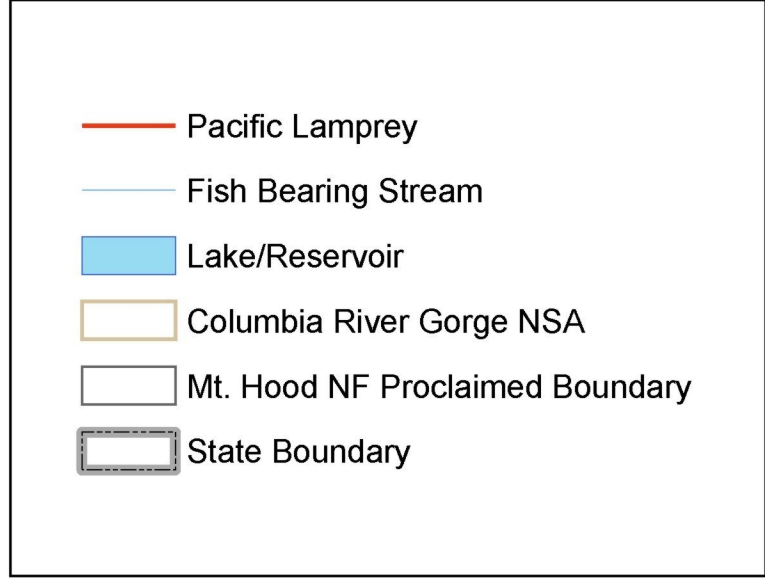 Pacific Lamprey
Fish Bearing Stream
Lake/Reservoir
Columbia River Gorge NSA
Mt. Hood NF Proclaimed Boundary
State Boundary